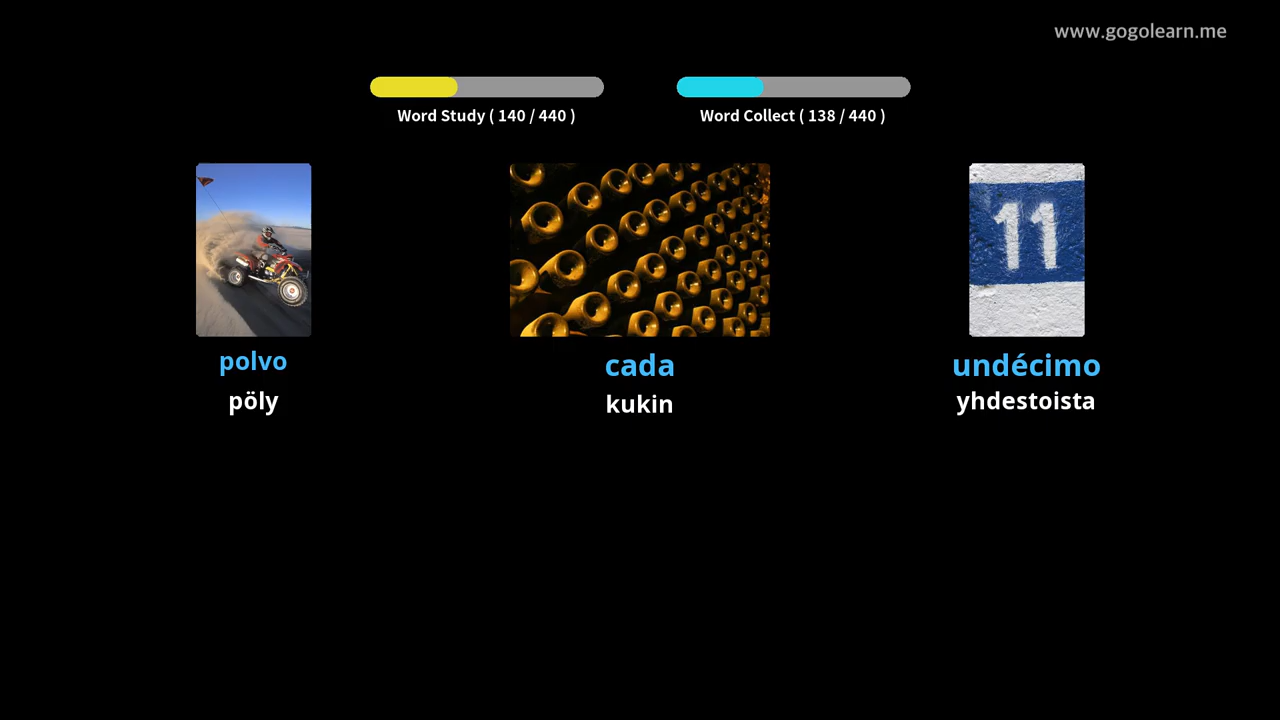 www.gogolearn.me
Word Study ( 140 / 440 )
Word Collect ( 138 / 440 )
11
polvo
pöly
cada
kukin
undécimo
yhdestoista